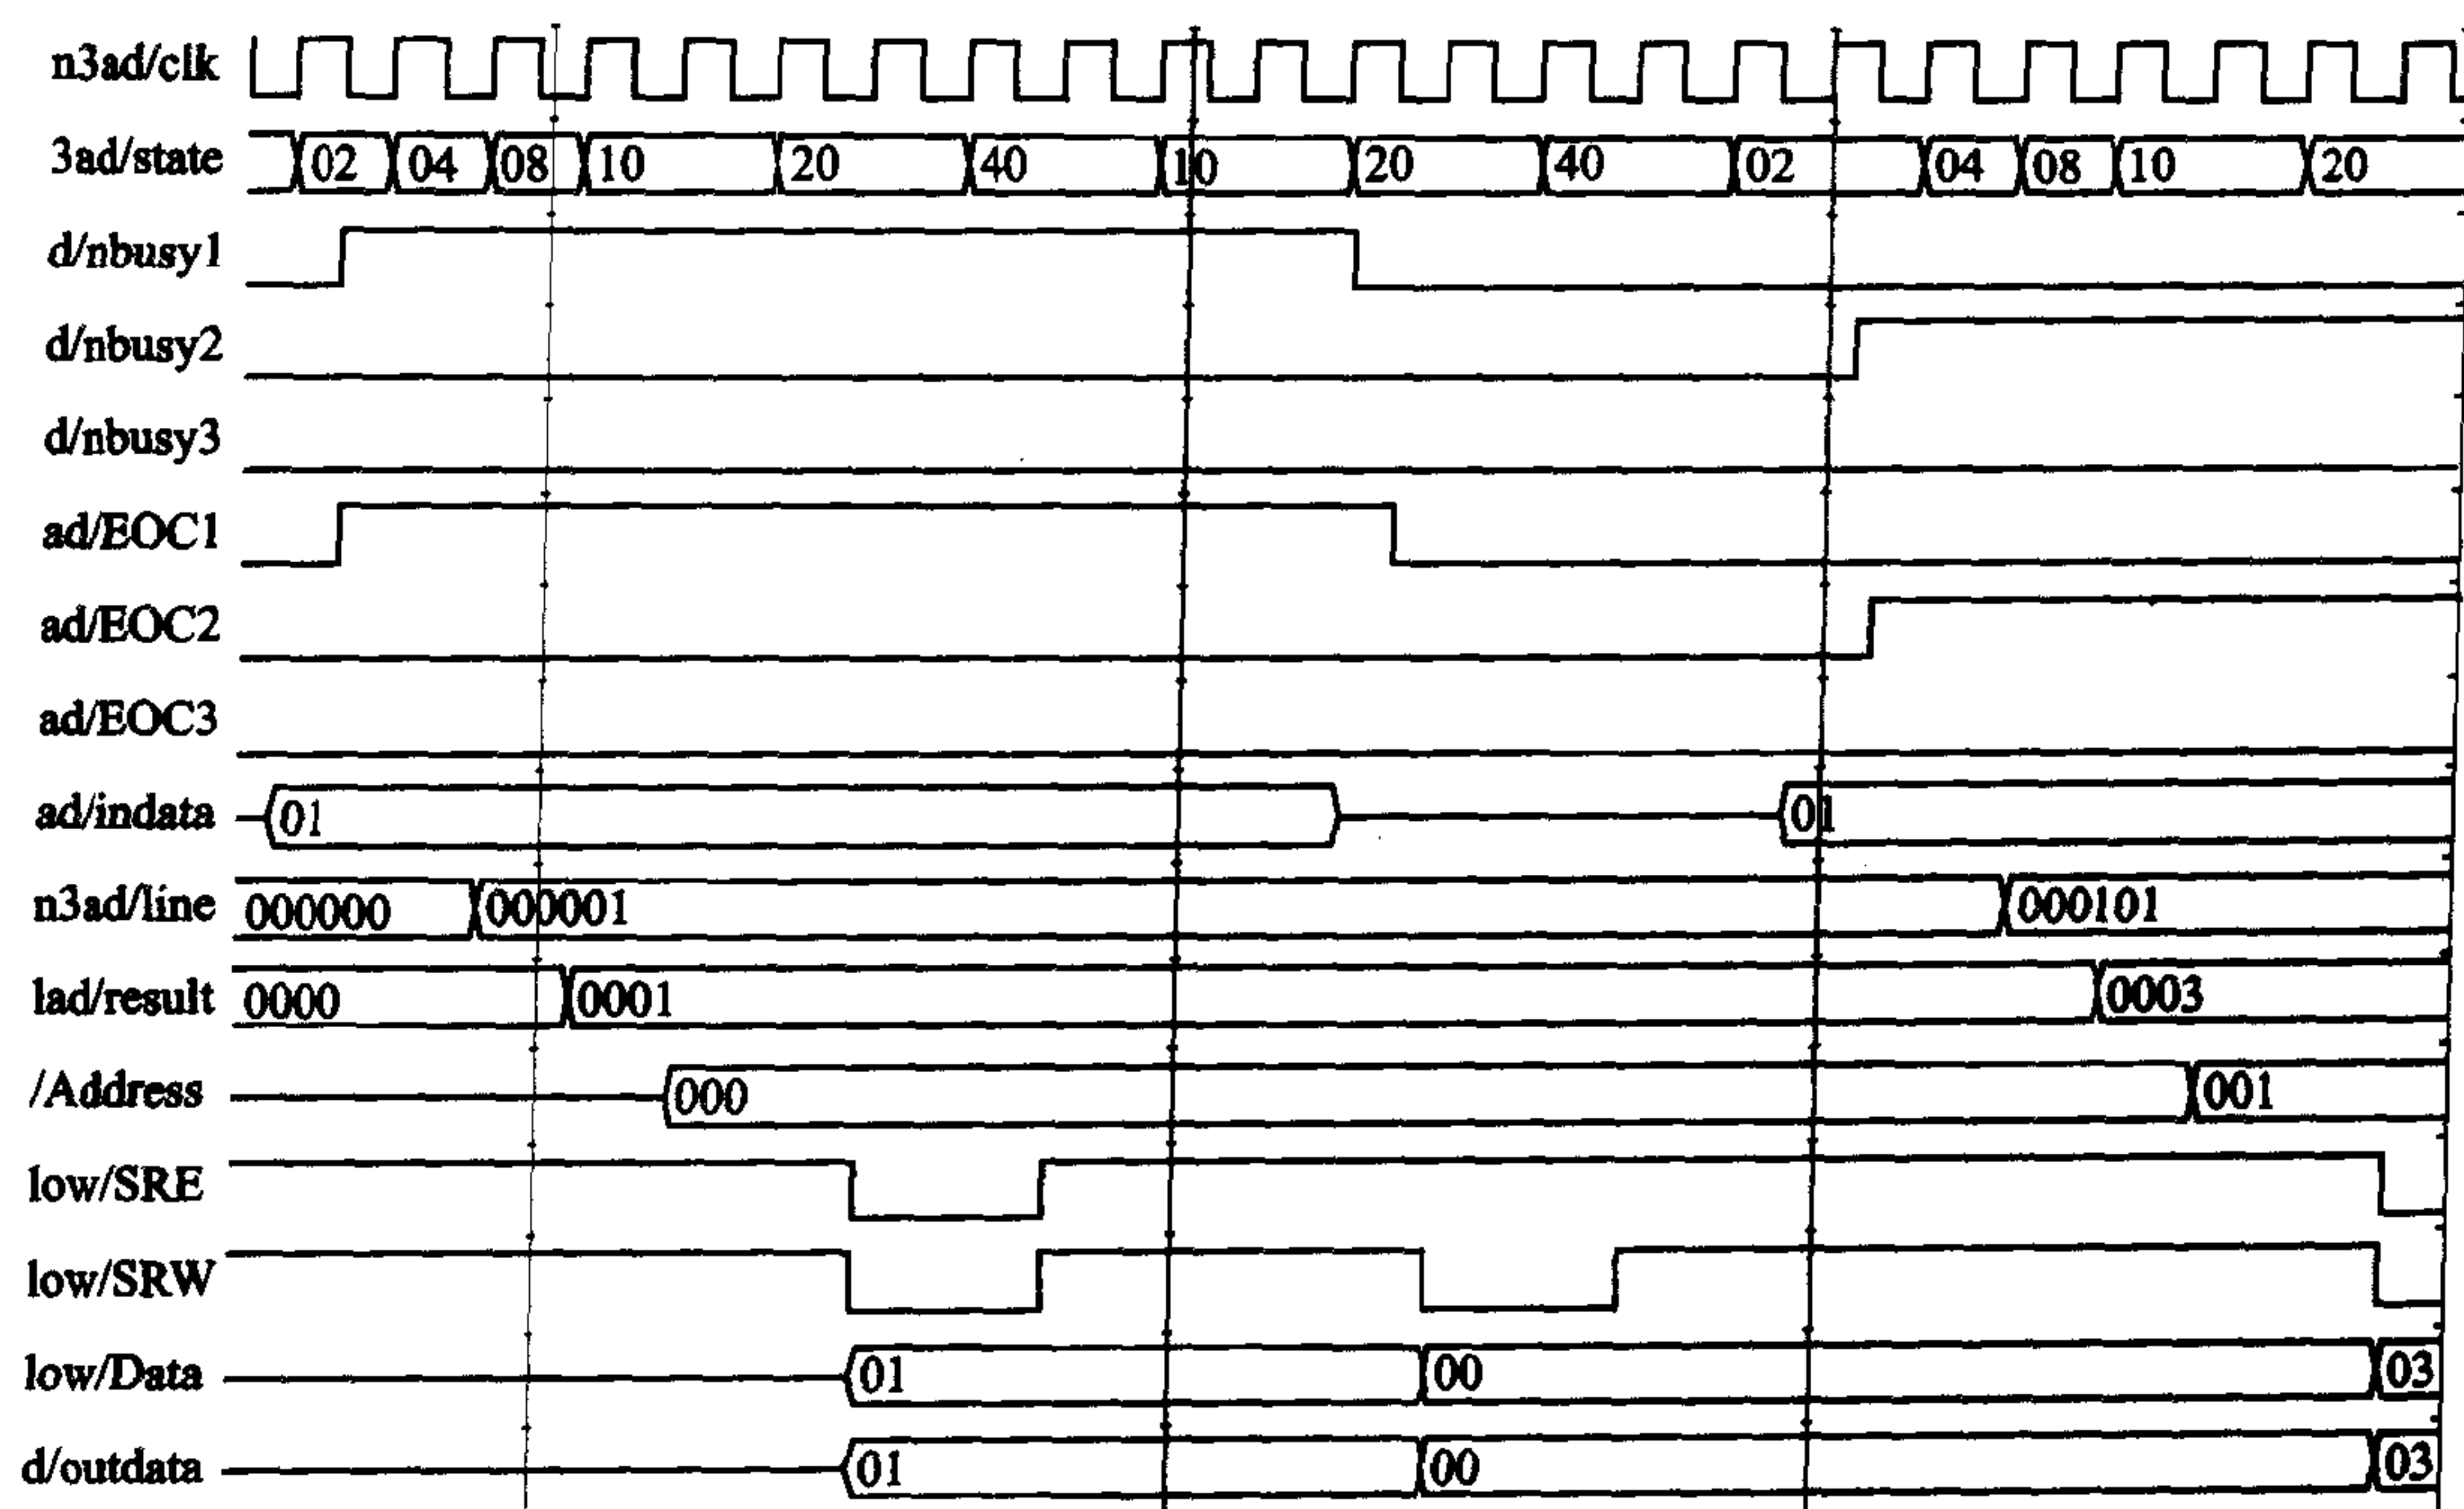 n3ad/clk
3ad/state 02 04 08 10 20 40 10 20 40 02 04 08 10 20
d/nbusy1
d/nbusy2
d/nbusy3
ad/EOC1
ad/EOC2
ad/EOC3
ad/indata 01 01
n3ad/line 000000 000001 000101
lad/result 0000 0001 0003
/Address 000 001
low/SRE
low/SRW
low/Data 01 00 03
d/outdata 01 00 03